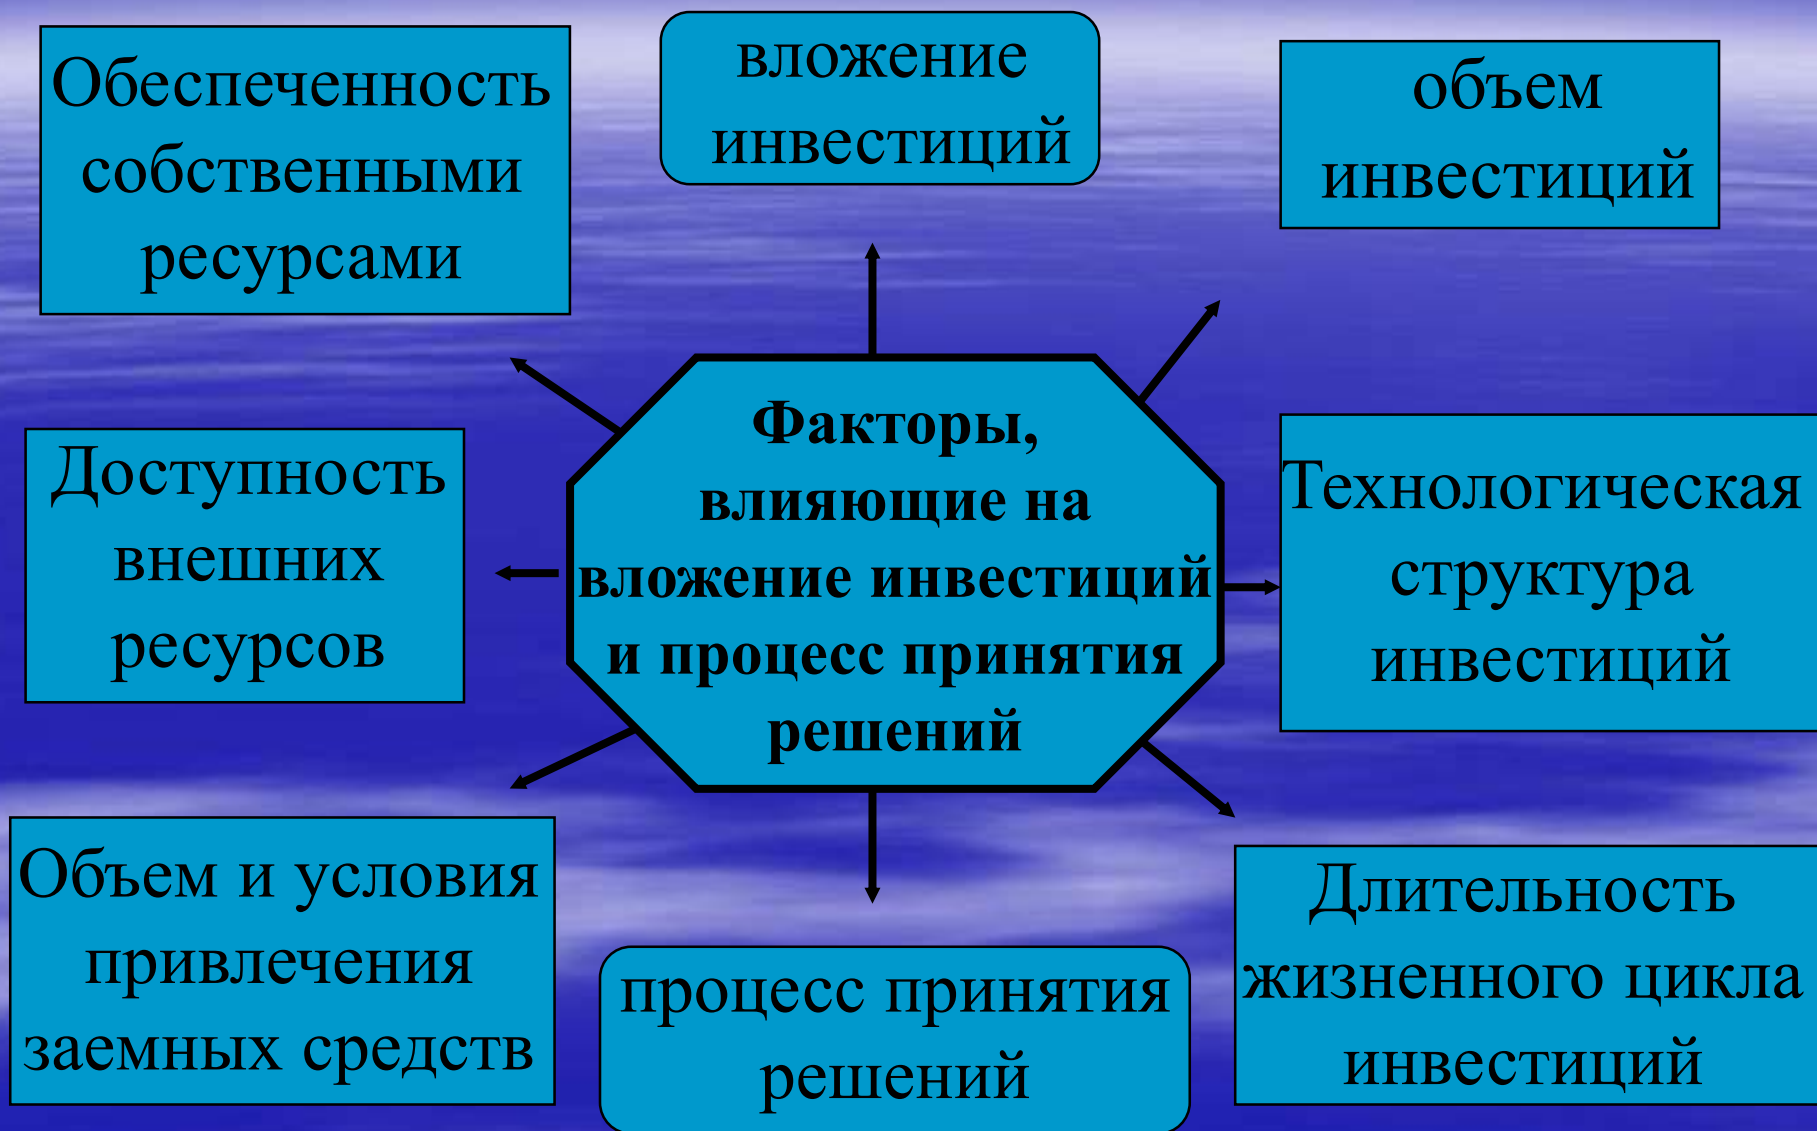 Обеспеченность
собственными
ресурсами
вложение
инвестиций
объем
инвестиций
Доступность
внешних
ресурсов
Факторы,
влияющие на
вложение инвестиций
и процесс принятия
решений
Технологическая
структура
инвестиций
Объем и условия
привлечения
заемных средств
процесс принятия
решений
Длительность
жизненного цикла
инвестиций